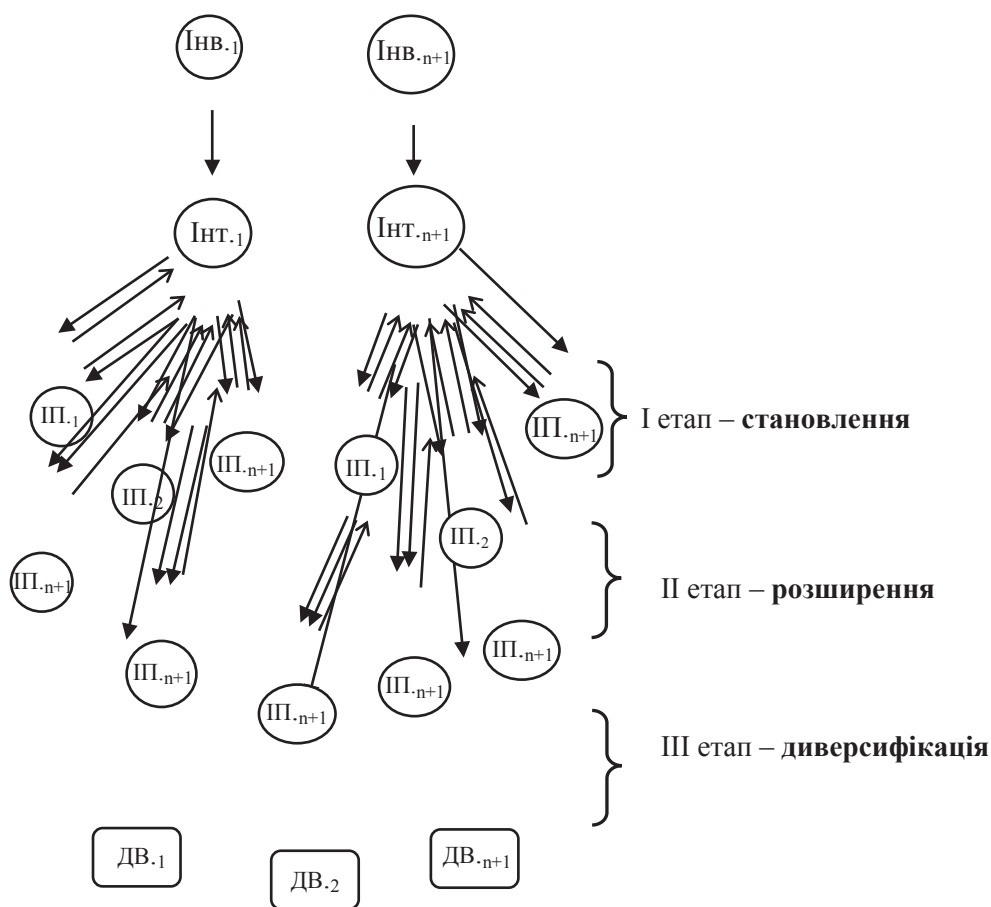 Інв.1
Інв.n+1
Інт.1
Інт.n+1
ІП.1
ІП.n+1
І етап – становлення
ІП.n+1
ІП.1
ІП.2
ІП.2
ІП.n+1
ІІ етап – розширення
ІП.n+1
ІП.n+1
ІП.n+1
ІП.n+1
ІІІ етап – диверсифікація
ДВ.1
ДВ.2
ДВ.n+1